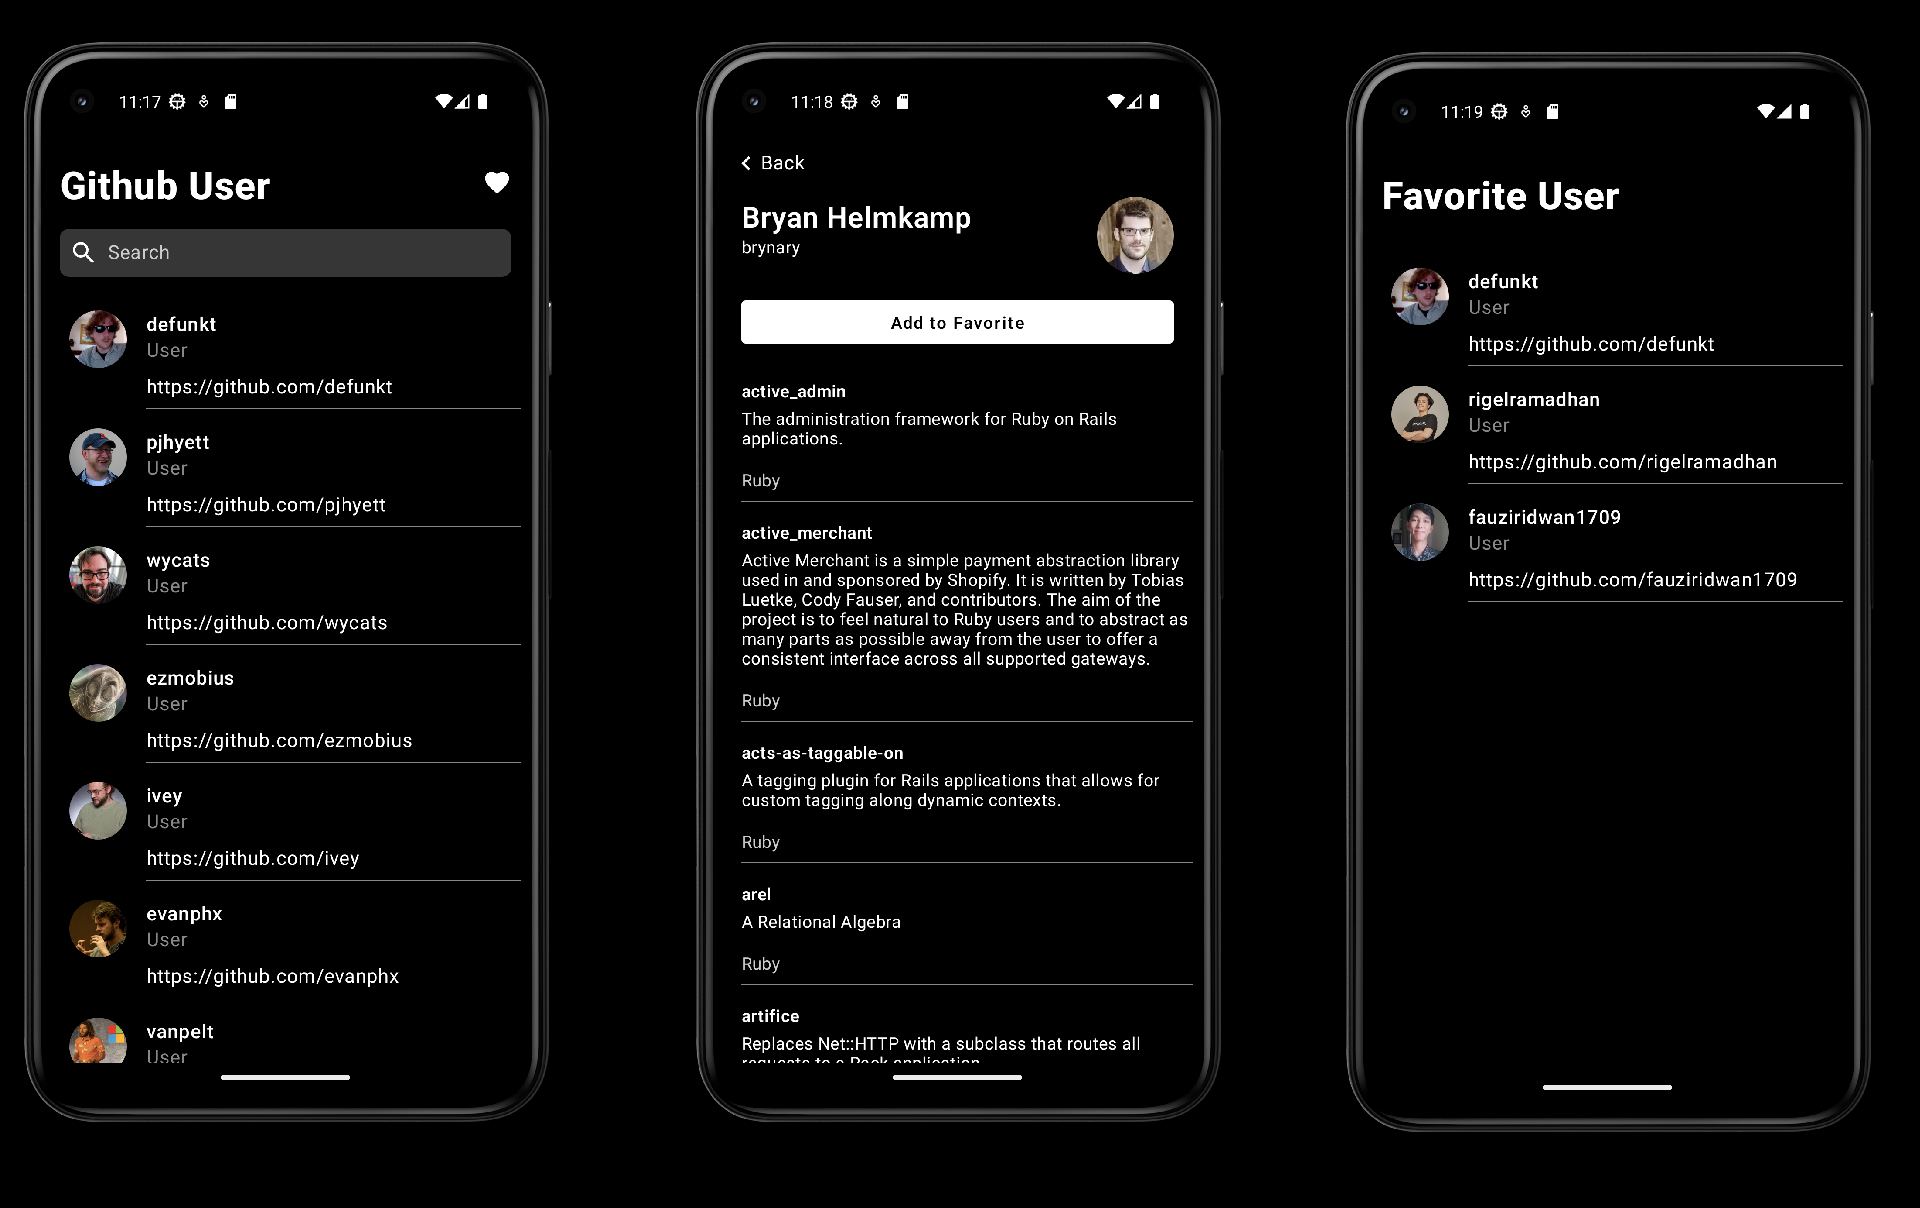 11:17
Github User
Search
defunkt
User
https://github.com/defunkt
pjhyett
User
https://github.com/pjhyett
wycats
User
https://github.com/wycats
ezmobius
User
https://github.com/ezmobius
ivey
User
https://github.com/ivey
evanphx
User
https://github.com/evanphx
vanpelt
User
11:18
Back
Bryan Helmkamp
brynary
Add to Favorite
active_admin
The administration framework for Ruby on Rails
applications.
Ruby
active_merchant
Active Merchant is a simple payment abstraction library
used in and sponsored by Shopify. It is written by Tobias
Luetke, Cody Fauser, and contributors. The aim of the
project is to feel natural to Ruby users and to abstract as
many parts as possible away from the user to offer a
consistent interface across all supported gateways.
Ruby
acts-as-taggable-on
A tagging plugin for Rails applications that allows for
custom tagging along dynamic contexts.
Ruby
arel
A Relational Algebra
Ruby
artifice
Replaces Net::HTTP with a subclass that routes all
requests to a Rack application
11:19
Favorite User
defunkt
User
https://github.com/defunkt
rigelramadhan
User
https://github.com/rigelramadhan
fauziridwan1709
User
https://github.com/fauziridwan1709